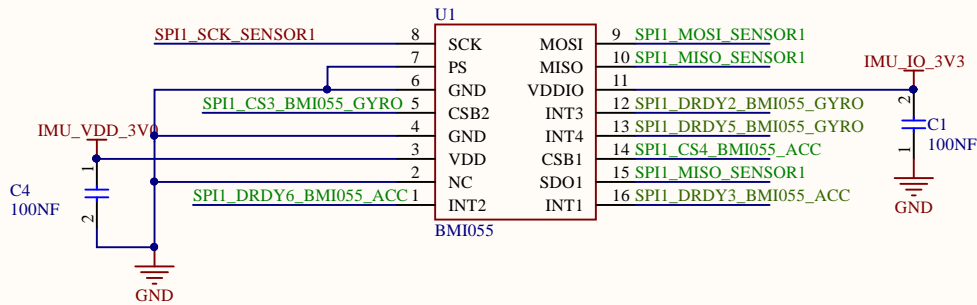 U1
SPI1_SCK_SENSOR1 8 SCK MOSI 9 SPI1_MOSI_SENSOR1
7 PS MISO 10 SPI1_MISO_SENSOR1
IMU_IO_3V3
6 GND VDDIO 11
SPI1_CS3_BMI055_GYRO 5 CSB2 INT3 12 SPI1_DRDY2_BMI055_GYRO
2
C1
IMU_VDD_3V0
4 GND INT4 13 SPI1_DRDY5_BMI055_GYRO
100NF
3 VDD CSB1 14 SPI1_CS4_BMI055_ACC
1
1
2 NC SDO1 15 SPI1_MISO_SENSOR1
C4
100NF
SPI1_DRDY6_BMI055_ACC 1 INT2 INT1 16 SPI1_DRDY3_BMI055_ACC
GND
2
BMI055
GND